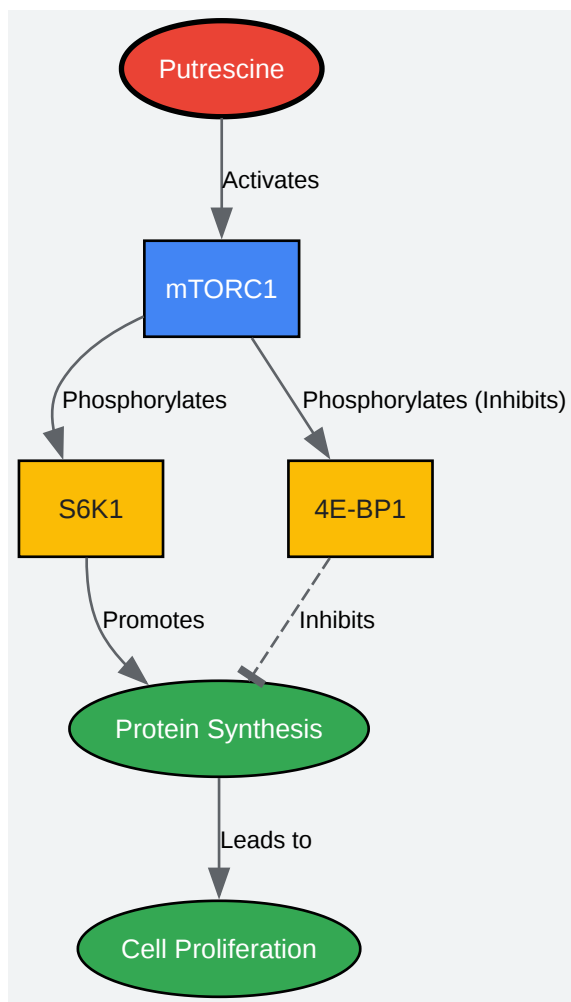 Putrescine
Activates
mTORC1
Phosphorylates
Phosphorylates (Inhibits)
S6K1
4E-BP1
Promotes
Inhibits
Protein Synthesis
Leads to
Cell Proliferation